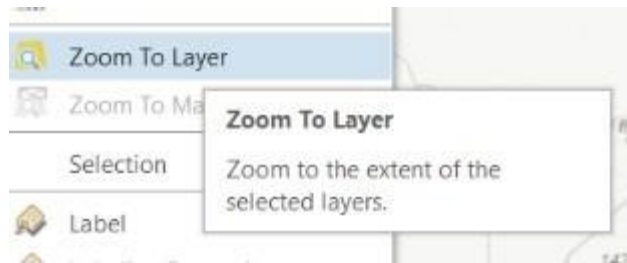 Zoom To Layer
Zoom To Ma
Zoom To Layer
Zoom to the extent of the
selected layers.
Selection
Label